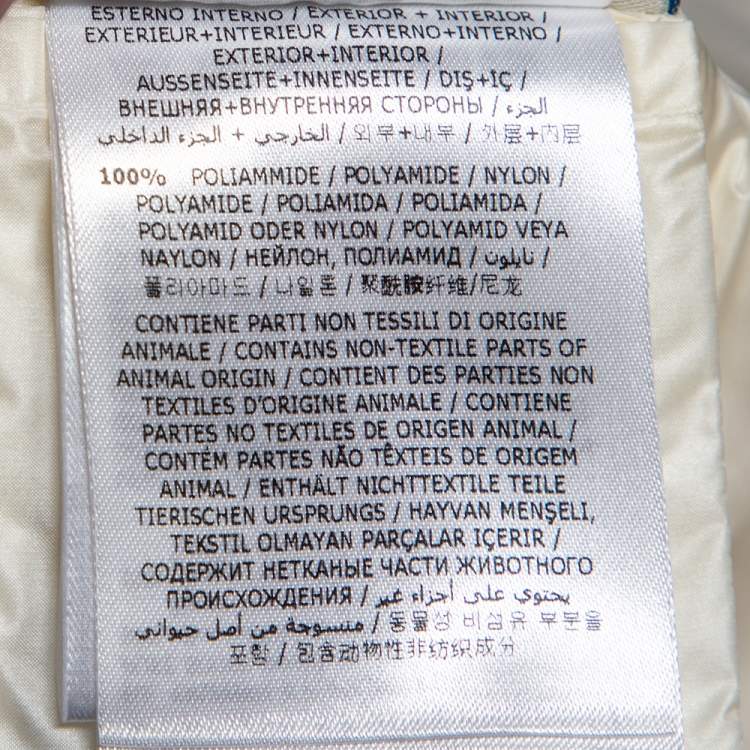 ESTERNO INTERNO / EXTERIOR + INTERIOR /
EXTERIEUR+INTERIEUR / EXTERNO+INTERNO /
EXTERIOR+INTERIOR /
AUSSENSEITE+INNENSEITE / DIŞ+İÇ /
ВНЕШНЯЯ+ВНУТРЕННЯЯ СТОРОНЫ / الجزء
الخارجي + الجزء الداخلي / 외부+내부 / 外层+内层
100% POLIAMMIDE / POLYAMIDE / NYLON /
POLYAMIDE / POLIAMIDA / POLIAMIDA /
POLYAMID ODER NYLON / POLYAMID VEYA
NAYLON / НЕЙЛОН, ПОЛИАМИД / نايلون /
폴리아마드 / 나일론 / 聚酰胺纤维/尼龙
CONTIENE PARTI NON TESSILI DI ORIGINE
ANIMALE / CONTAINS NON-TEXTILE PARTS OF
ANIMAL ORIGIN / CONTIENT DES PARTIES NON
TEXTILES D'ORIGINE ANIMALE / CONTIENE
PARTES NO TEXTILES DE ORIGEN ANIMAL /
CONTÉM PARTES NÃO TÊXTEIS DE ORIGEM
ANIMAL / ENTHÄLT NICHTTEXTILE TEILE
TIERISCHEN URSPRUNGS / HAYVAN MENŞELİ,
TEKSTIL OLMAYAN PARÇALAR IÇERIR /
СОДЕРЖИТ НЕТКАНЫЕ ЧАСТИ ЖИВОТНОГО
ПРОИСХОЖДЕНИЯ / يحتوي على أجزاء غير
منسوجة من أصل حيواني / 동물성 비섬유 부분을
포함 / 包含动物性非纺织成分